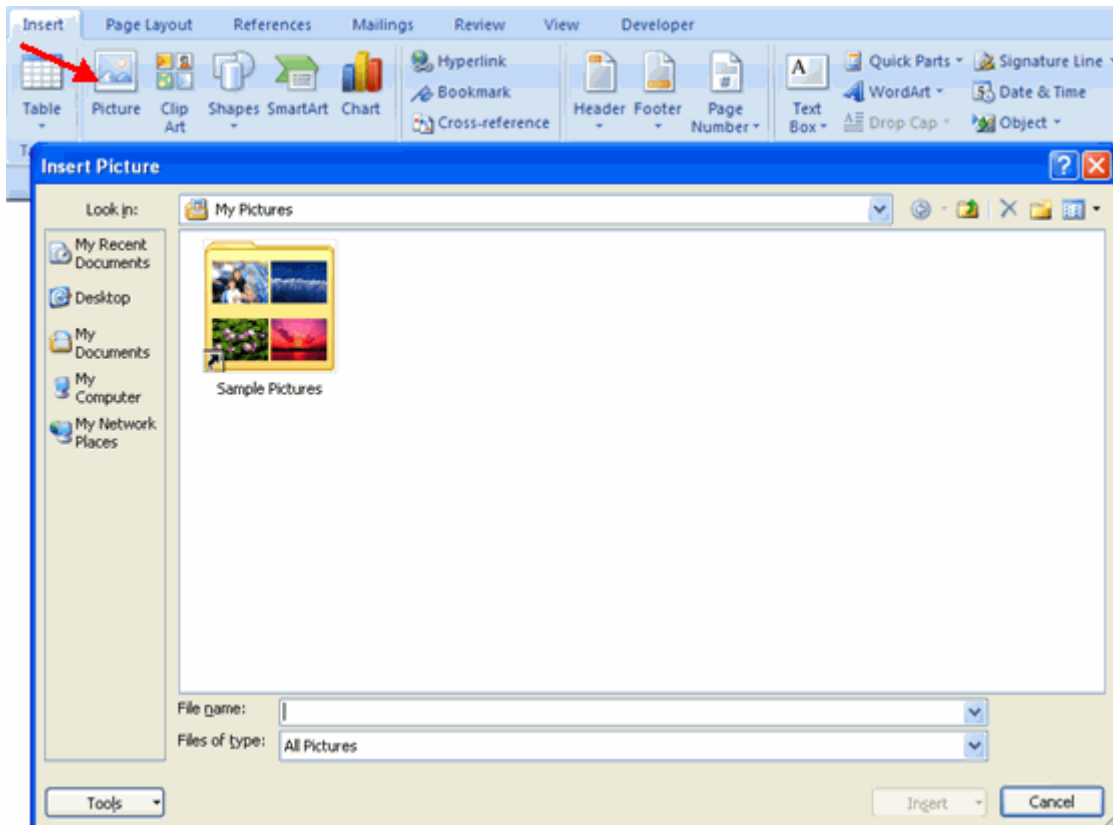 Insert Page Layout References Mailings Review View Developer
Hyperlink Quick Parts Signature Line
Bookmark WordArt Date & Time
Table Picture Clip Shapes SmartArt Chart Header Footer Page Text
Art Cross-reference Number Box Drop Cap Object
Insert Picture
Look in: My Pictures
My Recent
Documents
Desktop
My
Documents
My
Computer
My Network
Places
Sample Pictures
File name:
Files of type: All Pictures
Tools Insert Cancel